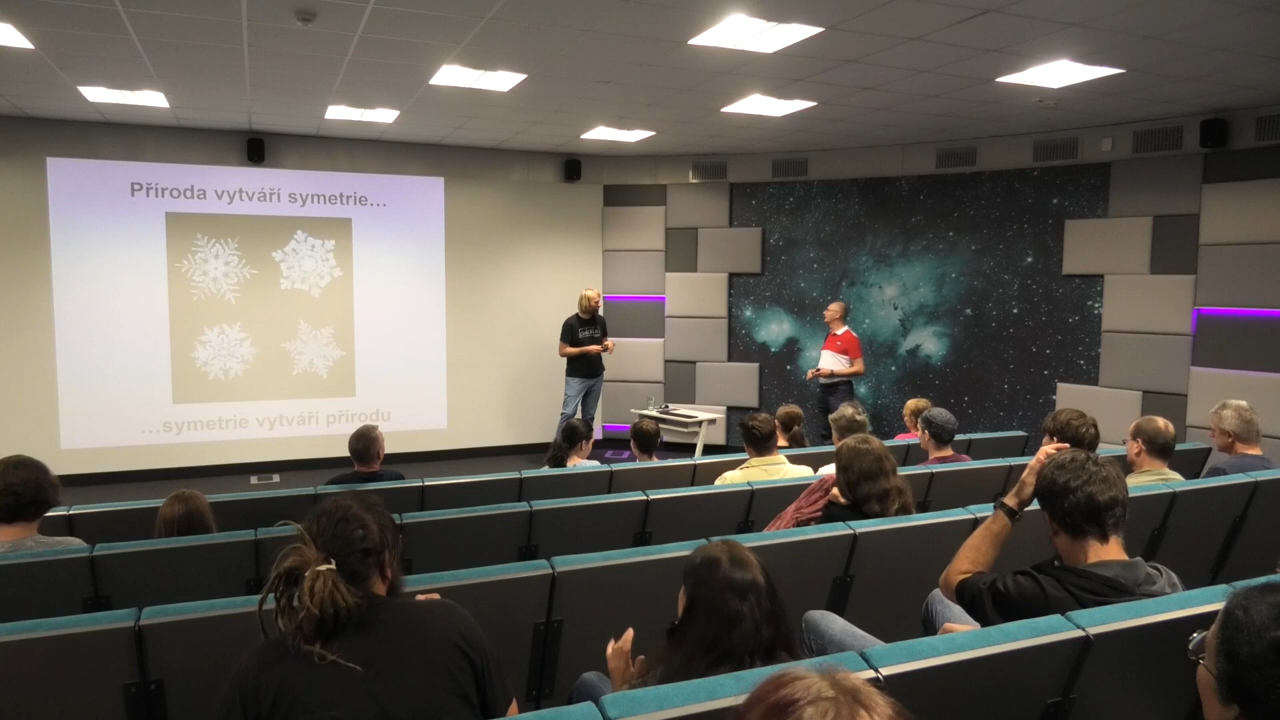 Příroda vytváří symetrie…
…symetrie vytváří přírodu